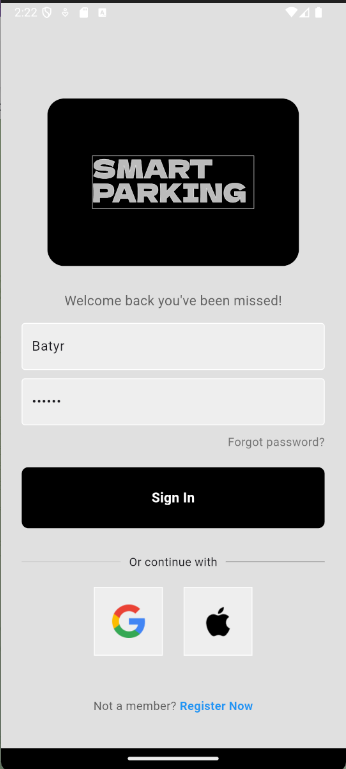 2:22
SMART
PARKING
Welcome back you've been missed!
Batyr
••••••
Forgot password?
Sign In
Or continue with
G
Not a member? Register Now